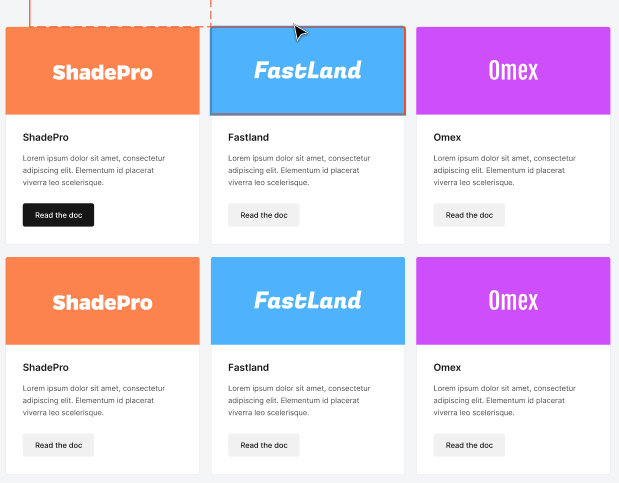 ShadePro
FastLand
Omex
ShadePro
Lorem ipsum dolor sit amet, consectetur
adipiscing elit. Elementum id placerat
viverra leo scelerisque.
Read the doc
Fastland
Lorem ipsum dolor sit amet, consectetur
adipiscing elit. Elementum id placerat
viverra leo scelerisque.
Read the doc
Omex
Lorem ipsum dolor sit amet, consectetur
adipiscing elit. Elementum id placerat
viverra leo scelerisque.
Read the doc
ShadePro
FastLand
Omex
ShadePro
Lorem ipsum dolor sit amet, consectetur
adipiscing elit. Elementum id placerat
viverra leo scelerisque.
Read the doc
Fastland
Lorem ipsum dolor sit amet, consectetur
adipiscing elit. Elementum id placerat
viverra leo scelerisque.
Read the doc
Omex
Lorem ipsum dolor sit amet, consectetur
adipiscing elit. Elementum id placerat
viverra leo scelerisque.
Read the doc